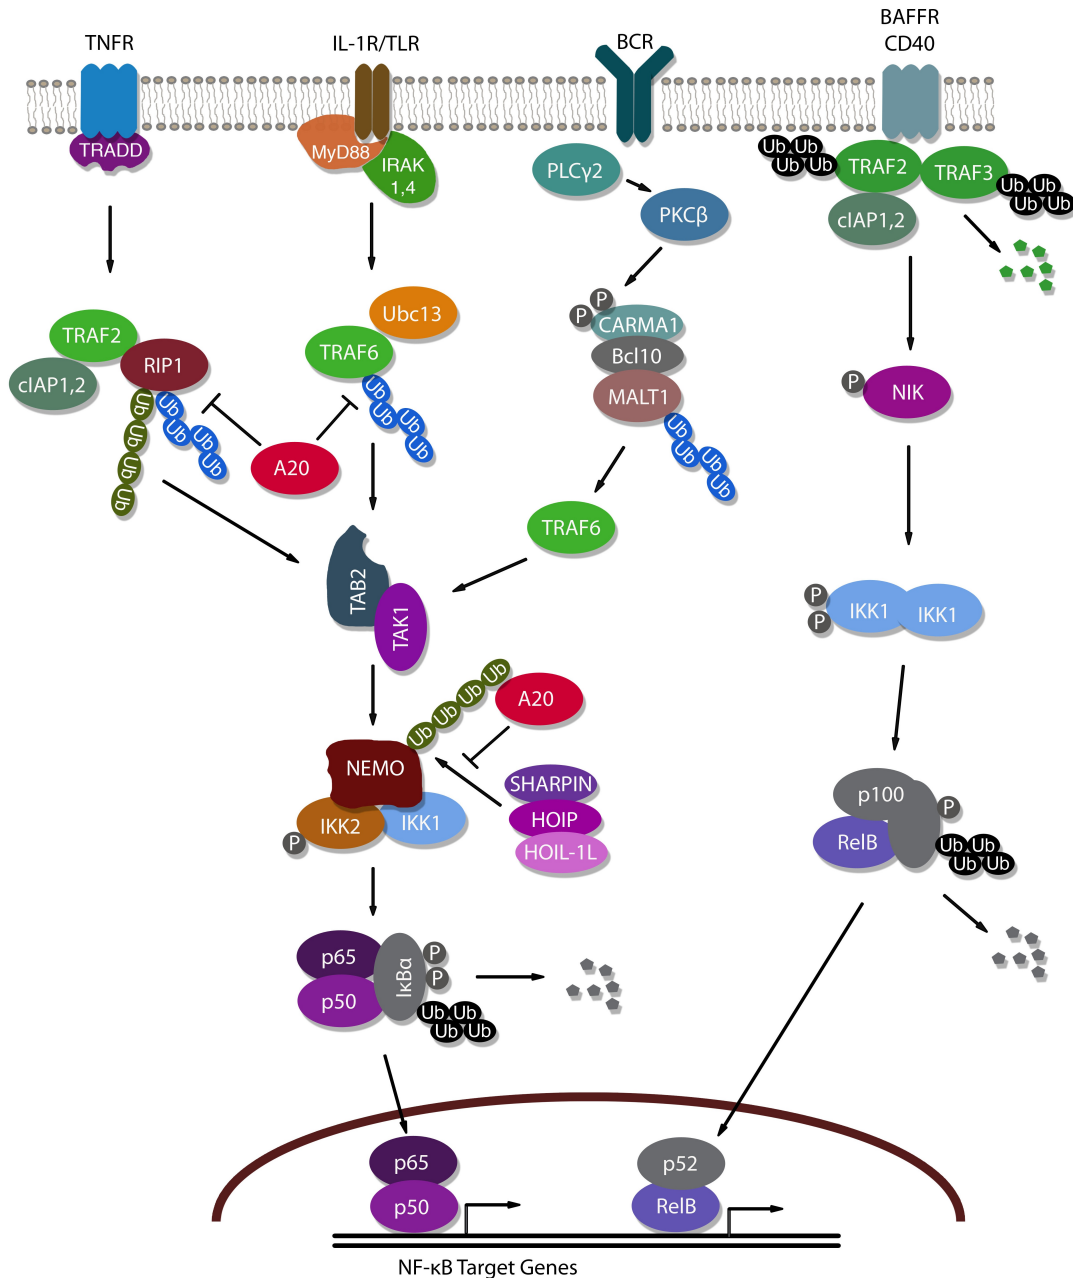 TNFR
IL-1R/TLR
BCR
BAFFR
CD40
TRADD
MyD88
IRAK
1,4
PLCγ2
PKCβ
Ub Ub
Ub Ub
TRAF2
TRAF3
Ub Ub
Ub Ub
cIAP1,2
TRAF2
cIAP1,2
RIP1
Ub
Ub
Ub
Ub
Ub
Ub
Ub
Ub
Ubc13
TRAF6
Ub
Ub
Ub
Ub
A20
P
P
CARMA1
Bcl10
MALT1
Ub
Ub
Ub
Ub
TRAF6
P
NIK
TAB2
TAK1
P
P
IKK1
IKK1
Ub
Ub
Ub
Ub
A20
NEMO
IKK2
IKK1
P
SHARPIN
HOIP
HOIL-1L
p100
RelB
P
Ub Ub
Ub Ub
p65
p50
IκBα
P
P
Ub Ub
Ub Ub
p65
p50
p52
RelB
NF-κB Target Genes